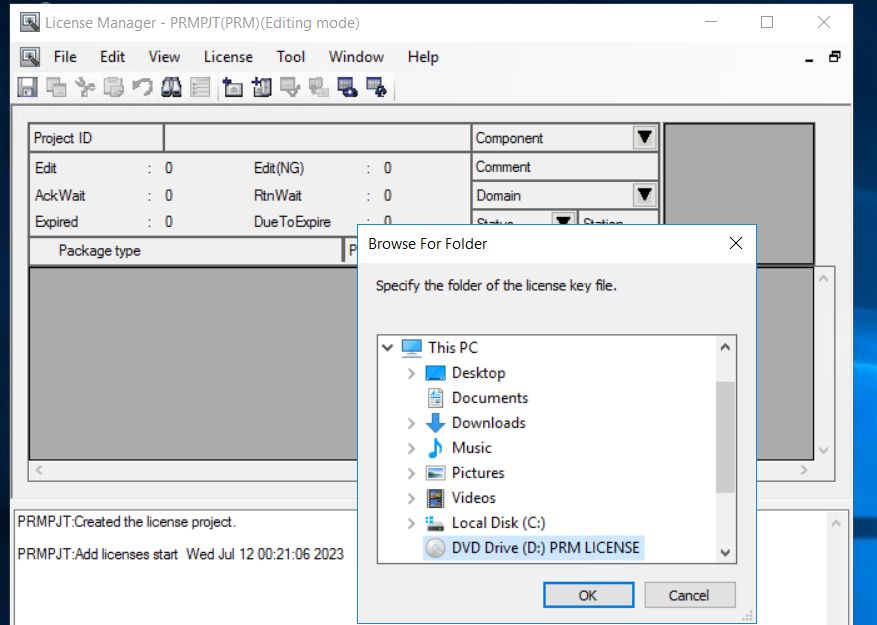 License Manager - PRMPJT(PRM)(Editing mode)
File Edit View License Tool Window Help
Project ID Component
Edit : 0 Edit(NG) : 0 Comment
AckWait : 0 RtnWait : 0 Domain
Expired : 0 DueToExpire : 0 Status Station
Package type P
Browse For Folder
Specify the folder of the license key file.
This PC
Desktop
Documents
Downloads
Music
Pictures
Videos
Local Disk (C:)
DVD Drive (D:) PRM LICENSE
OK Cancel
PRMPJT:Created the license project.
PRMPJT:Add licenses start Wed Jul 12 00:21:06 2023